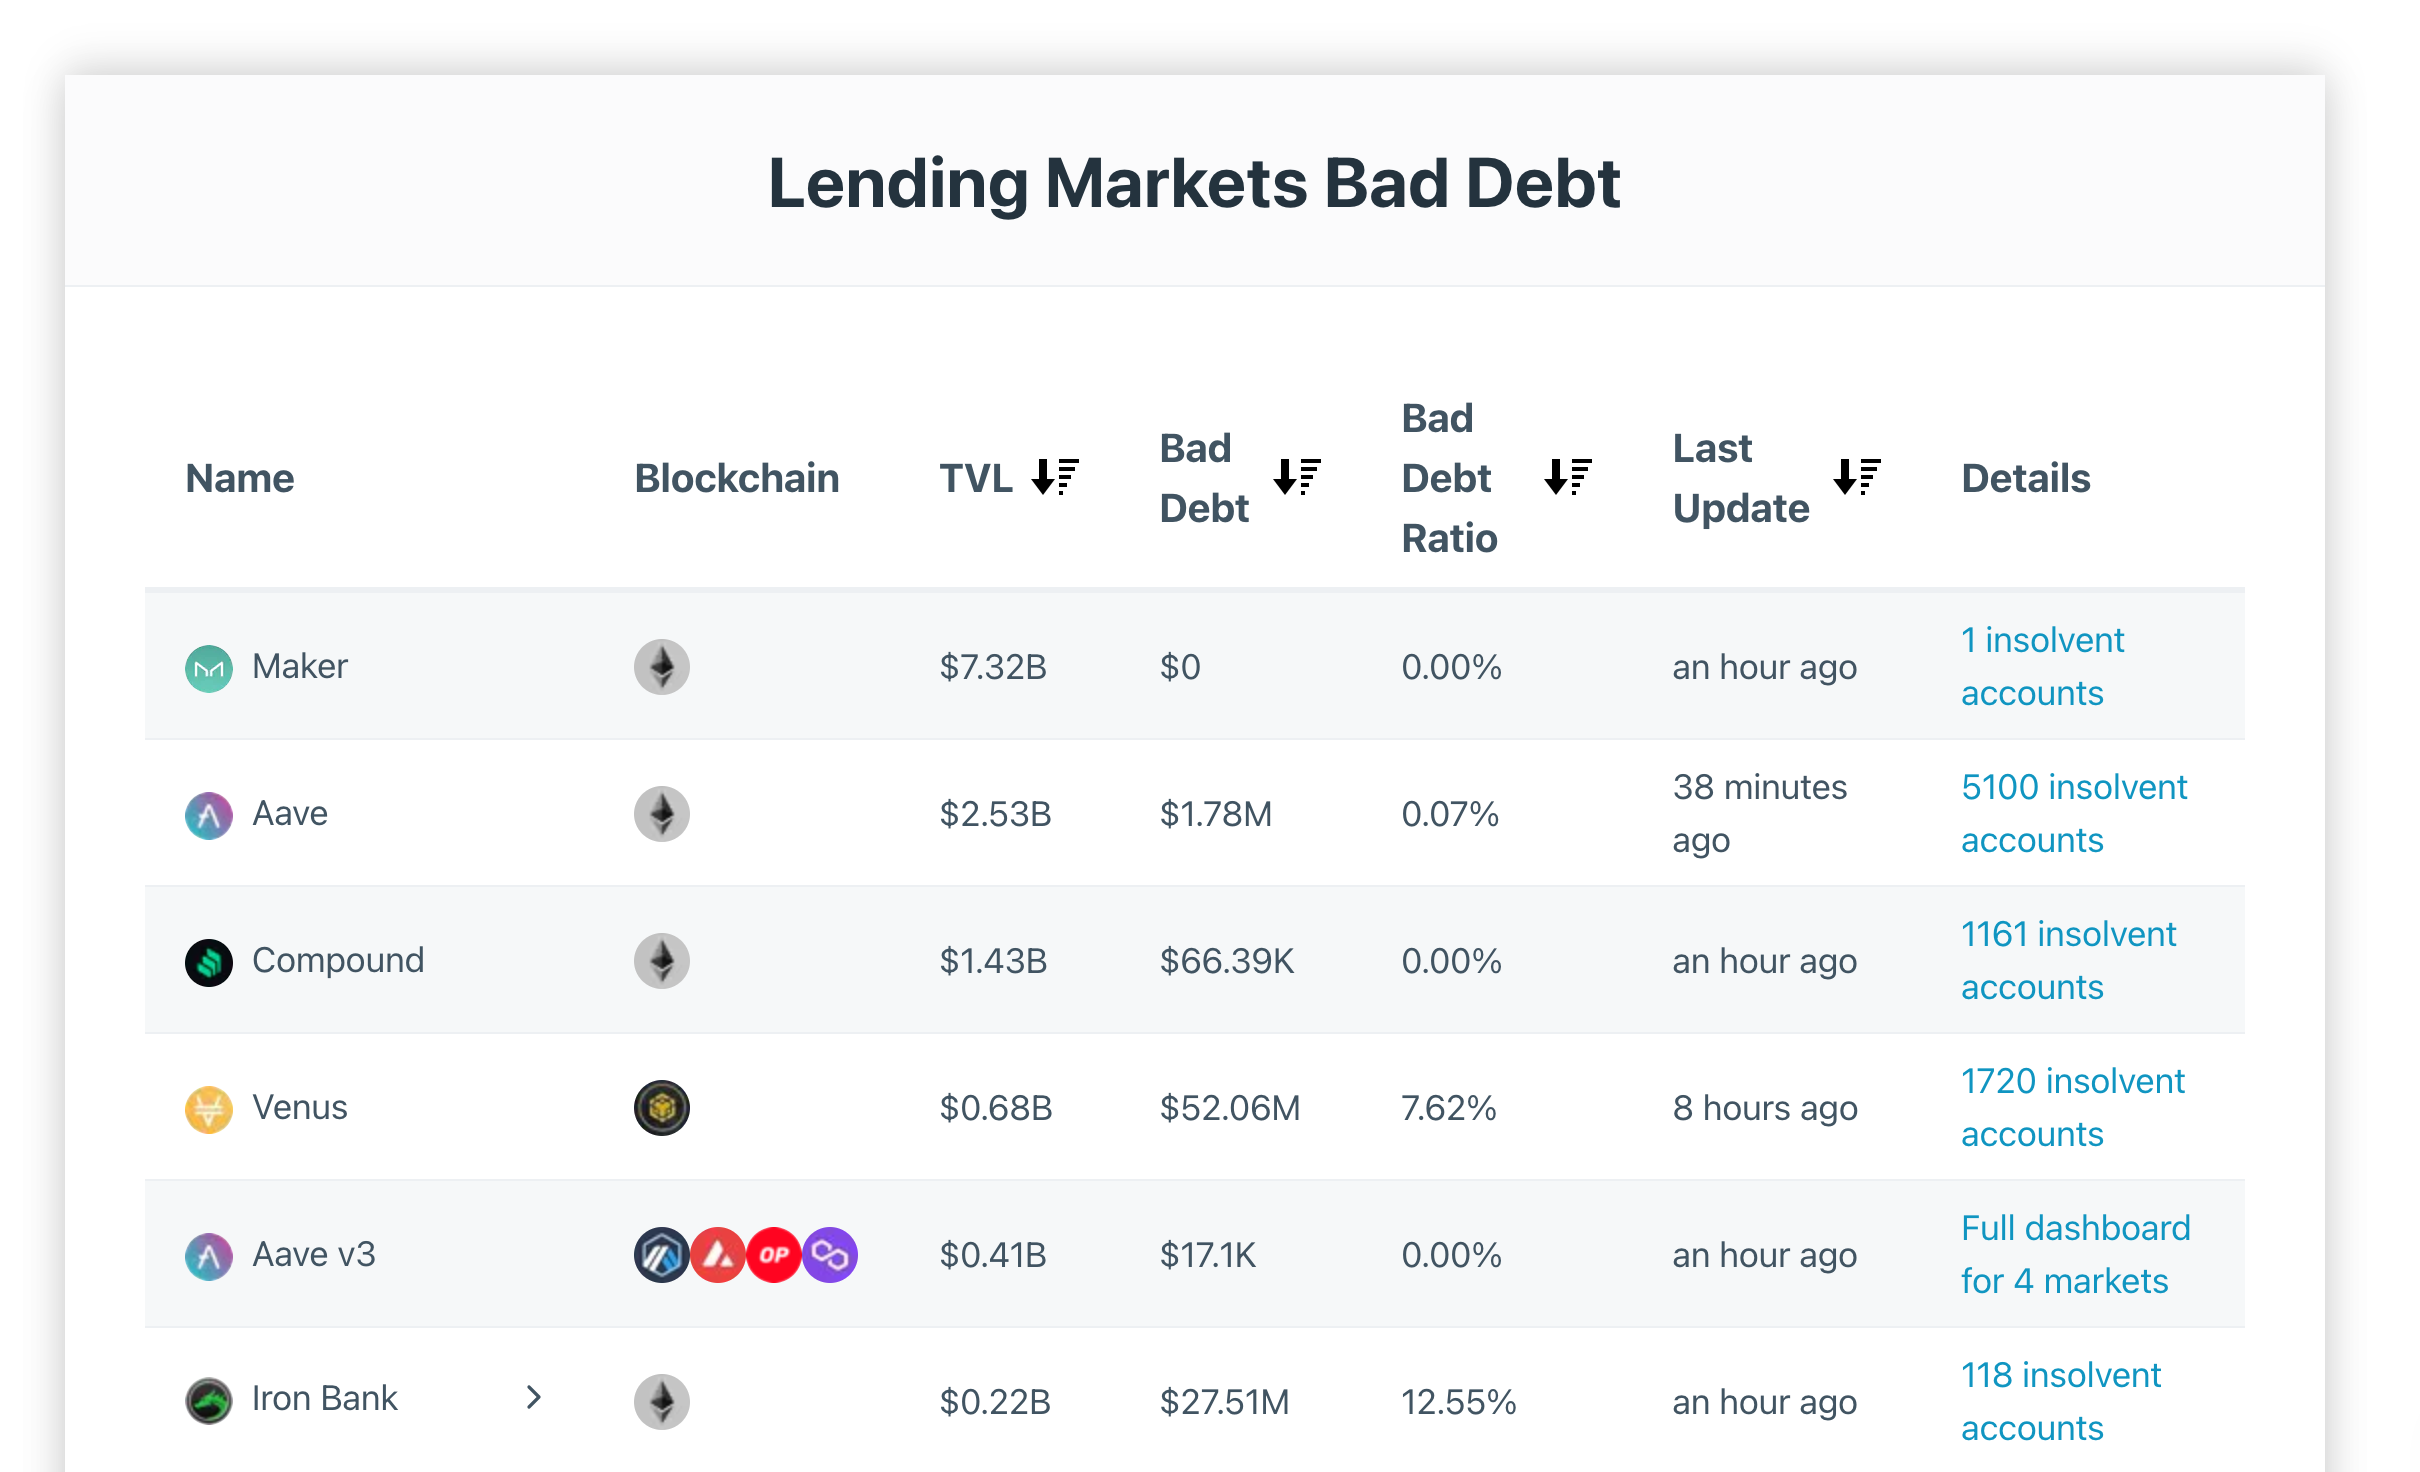 Lending Markets Bad Debt
Name
Blockchain
TVL
Bad
Debt
Bad
Debt
Ratio
Last
Update
Details
Maker
$7.32B
$0
0.00%
an hour ago
1 insolvent
accounts
Aave
$2.53B
$1.78M
0.07%
38 minutes
ago
5100 insolvent
accounts
Compound
$1.43B
$66.39K
0.00%
an hour ago
1161 insolvent
accounts
Venus
$0.68B
$52.06M
7.62%
8 hours ago
1720 insolvent
accounts
Aave v3
OP
$0.41B
$17.1K
0.00%
an hour ago
Full dashboard
for 4 markets
Iron Bank
$0.22B
$27.51M
12.55%
an hour ago
118 insolvent
accounts